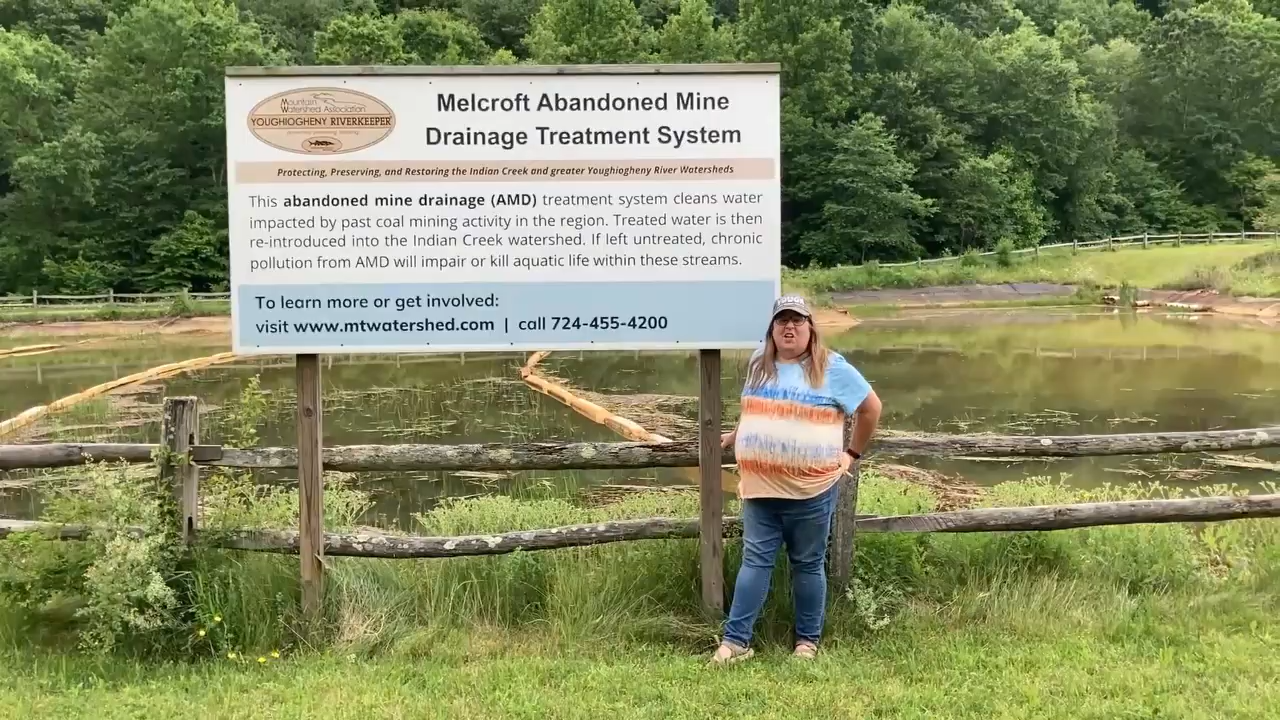 Mountain
Watershed Association
YOUGHIOGHENY RIVERKEEPER
Melcroft Abandoned Mine
Drainage Treatment System
Protecting, Preserving, and Restoring the Indian Creek and greater Youghiogheny River Watersheds
This abandoned mine drainage (AMD) treatment system cleans water
impacted by past coal mining activity in the region. Treated water is then
re-introduced into the Indian Creek watershed. If left untreated, chronic
pollution from AMD will impair or kill aquatic life within these streams.
To learn more or get involved:
visit www.mtwatershed.com | call 724-455-4200